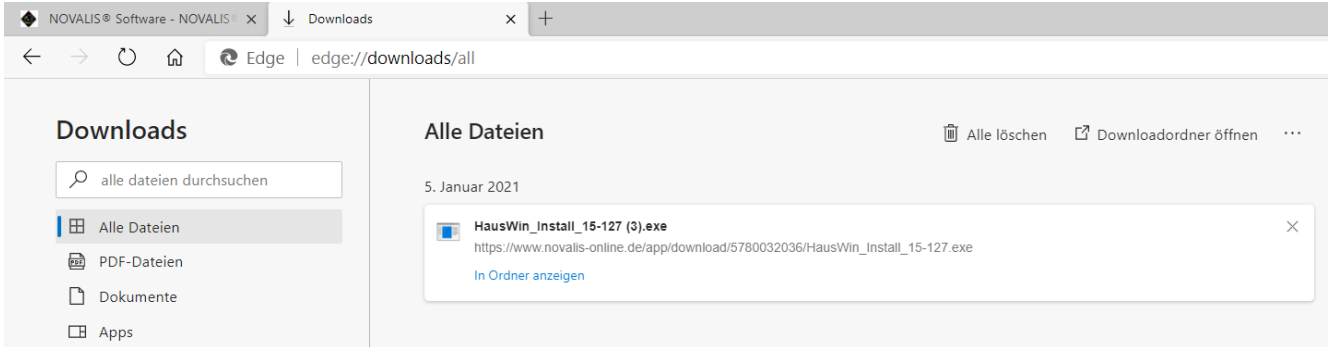 NOVALIS® Software - NOVALIS®
Downloads
Edge | edge://downloads/all
Downloads
alle dateien durchsuchen
Alle Dateien
PDF-Dateien
Dokumente
Apps
Alle Dateien
Alle löschen
Downloadordner öffnen
5. Januar 2021
HausWin_Install_15-127 (3).exe
https://www.novalis-online.de/app/download/5780032036/HausWin_Install_15-127.exe
In Ordner anzeigen